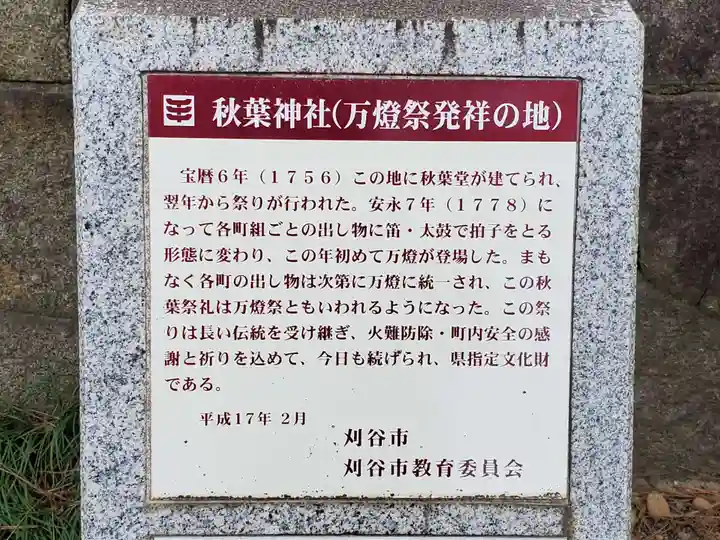 秋葉神社(万燈祭発祥の地)
宝暦6年(1756)この地に秋葉堂が建てられ、
翌年から祭りが行われた。安永7年(1778)に
なって各町組ごとの出し物に笛・太鼓で拍子をとる
形態に変わり、この年初めて万燈が登場した。まも
なく各町の出し物は次第に万燈に統一され、この秋
葉祭礼は万燈祭ともいわれるようになった。この祭
りは長い伝統を受け継ぎ、火難防除・町内安全の感
謝と祈りを込めて、今日も続げられ、県指定文化財
である。
平成17年 2月
刈谷市
刈谷市教育委員会